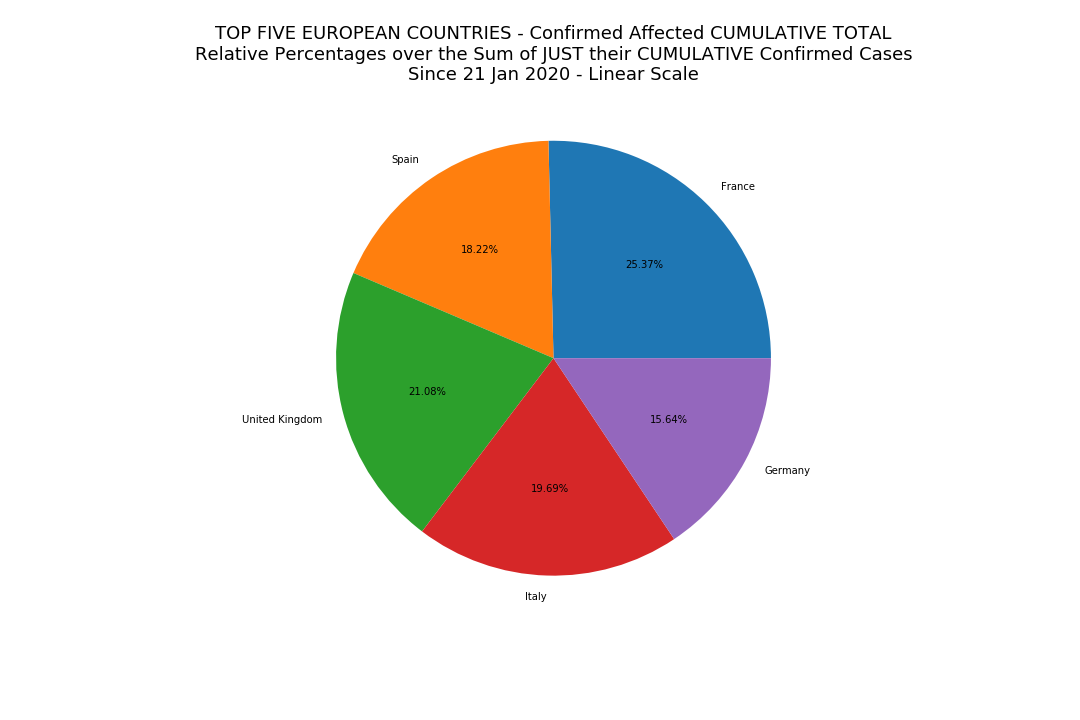 TOP FIVE EUROPEAN COUNTRIES - Confirmed Affected CUMULATIVE TOTAL
Relative Percentages over the Sum of JUST their CUMULATIVE Confirmed Cases
Since 21 Jan 2020 - Linear Scale
Spain
France
18.22%
25.37%
21.08%
United Kingdom
15.64%
Germany
19.69%
Italy